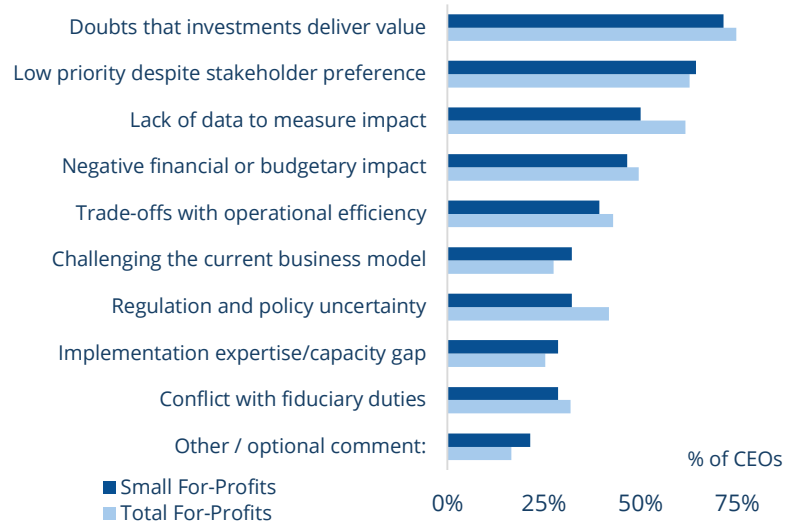 Doubts that investments deliver value
Low priority despite stakeholder preference
Lack of data to measure impact
Negative financial or budgetary impact
Trade-offs with operational efficiency
Challenging the current business model
Regulation and policy uncertainty
Implementation expertise/capacity gap
Conflict with fiduciary duties
Other / optional comment:
% of CEOs
Small For-Profits
Total For-Profits
0% 25% 50% 75%